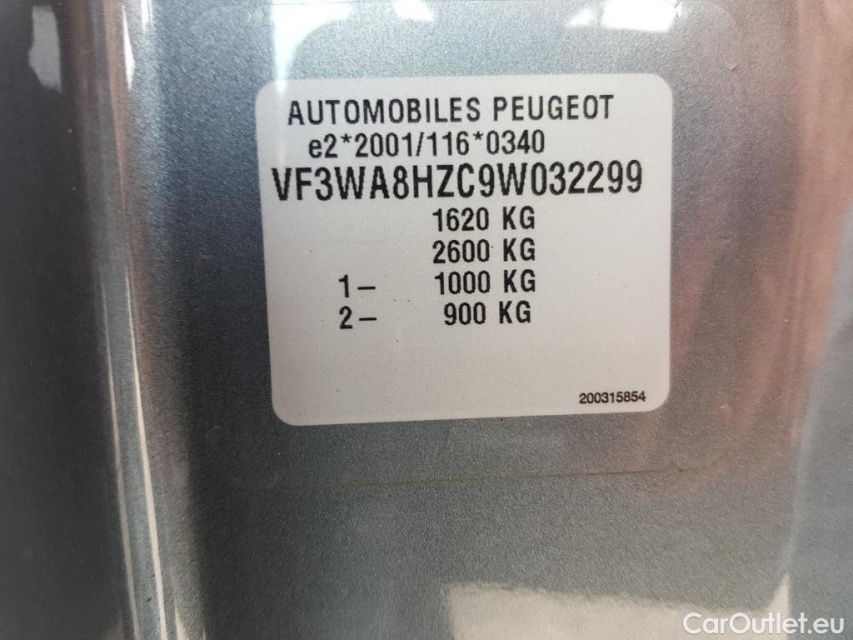 AUTOMOBILES PEUGEOT
e2*2001/116*0340
VF3WA8HZC9W032299
1620 KG
2600 KG
1- 1000 KG
2- 900 KG
200315854
CarOutlet.eu